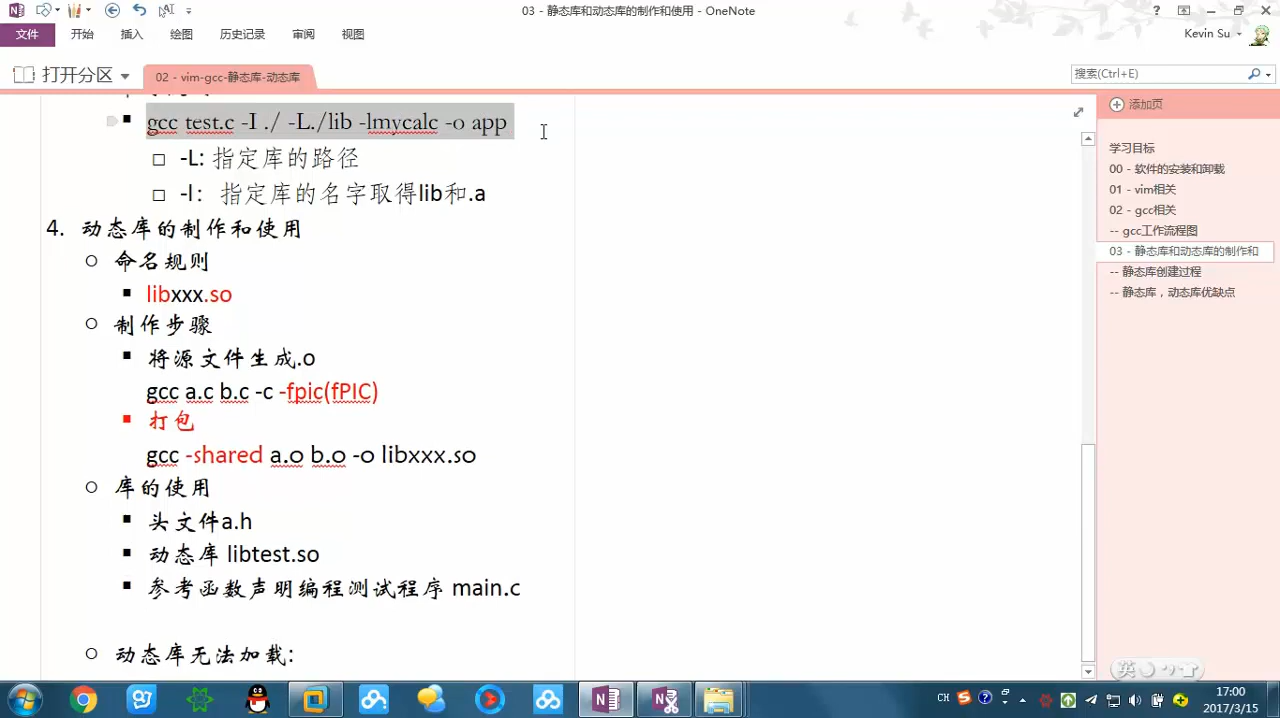 03 - 静态库和动态库的制作和使用 - OneNote
Kevin Su
文件 开始 插入 绘图 历史记录 审阅 视图
打开分区
02 - vim-gcc-静态库-动态库
搜索(Ctrl+E)
gcc test.c -I ./ -L./lib -lmycalc -o app
-L: 指定库的路径
-l： 指定库的名字取得lib和.a
4. 动态库的制作和使用
命名规则
libxxx.so
制作步骤
将源文件生成.o
gcc a.c b.c -c -fpic(fPIC)
打包
gcc -shared a.o b.o -o libxxx.so
库的使用
头文件a.h
动态库 libtest.so
参考函数声明编程测试程序 main.c
动态库无法加载:
加添页
学习目标
00 - 软件的安装和卸载
01 - vim相关
02 - gcc相关
-- gcc工作流程图
03 - 静态库和动态库的制作和
-- 静态库创建过程
-- 静态库，动态库优缺点
英
CH
17:00
2017/3/15